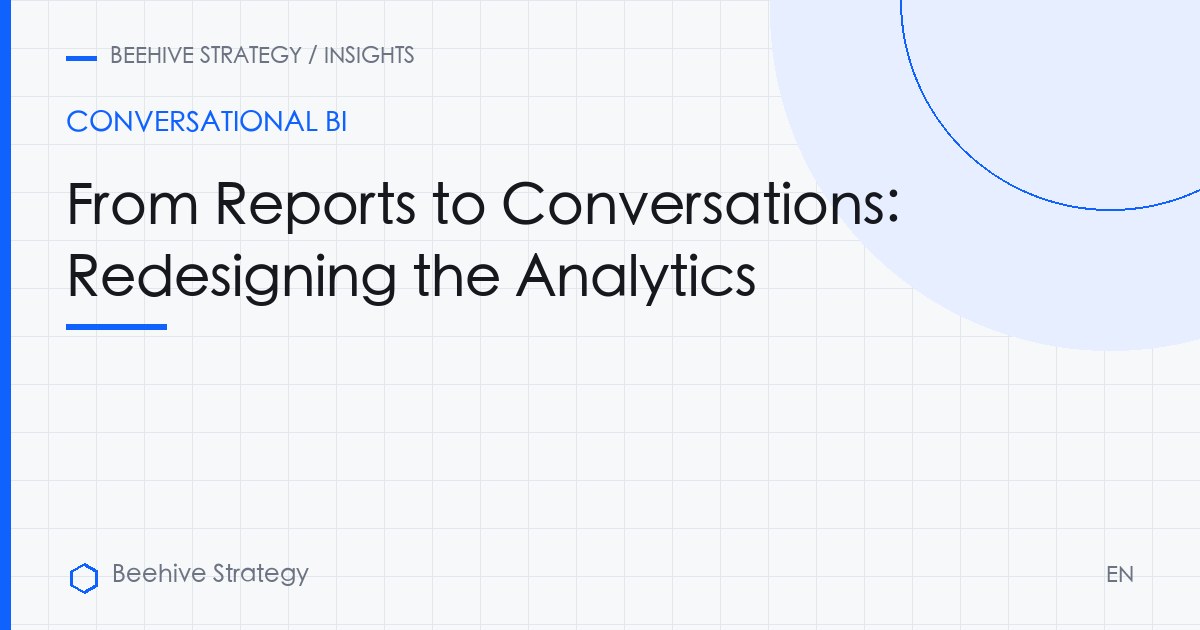 BEEHIVE STRATEGY / INSIGHTS
CONVERSATIONAL BI
From Reports to Conversations:
Redesigning the Analytics
Beehive Strategy
EN